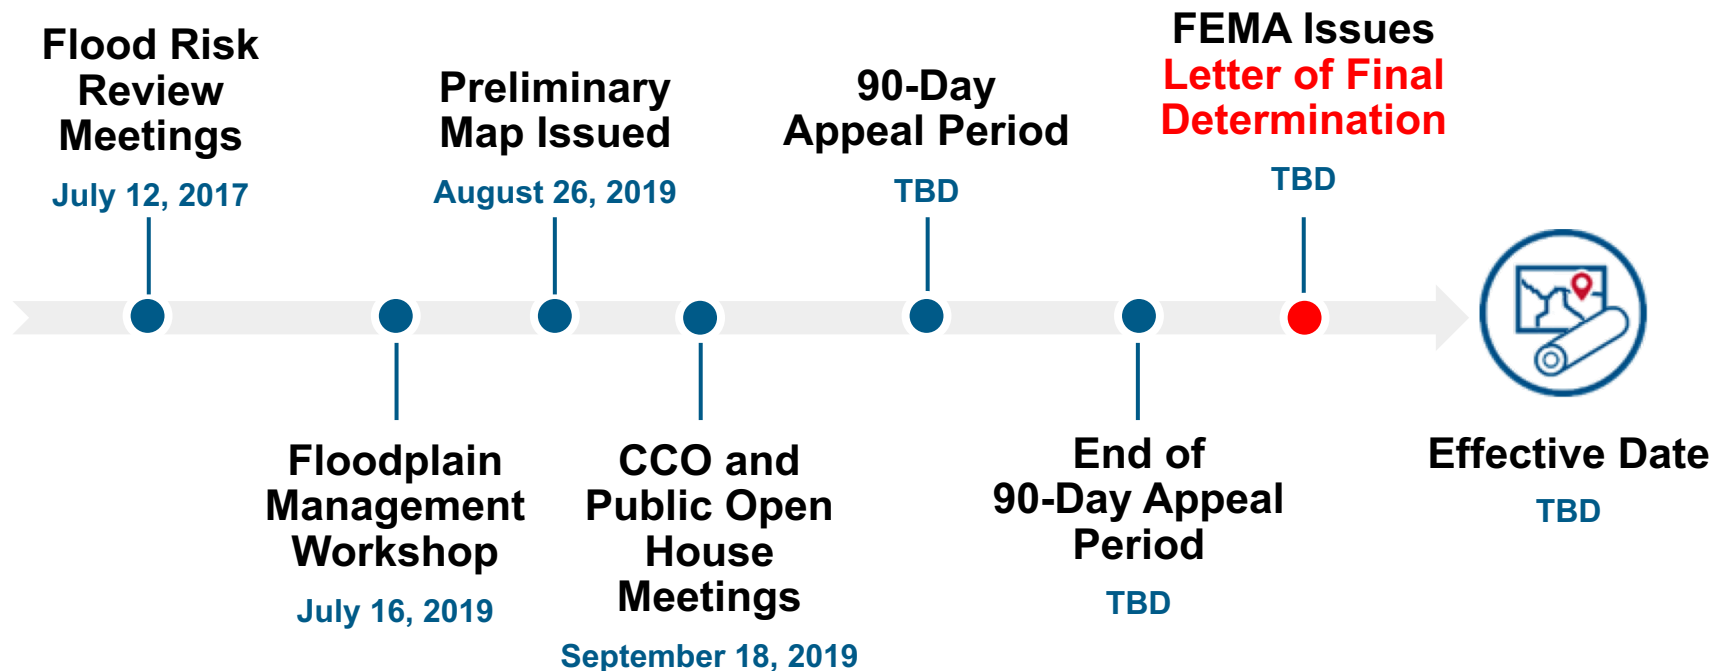 Flood Risk
Review
Meetings
July 12, 2017
Floodplain
Management
Workshop
July 16, 2019
Preliminary
Map Issued
August 26, 2019
CCO and
Public Open
House
Meetings
September 18, 2019
90-Day
Appeal Period
TBD
End of
90-Day Appeal
Period
TBD
FEMA Issues
Letter of Final
Determination
TBD
Effective Date
TBD